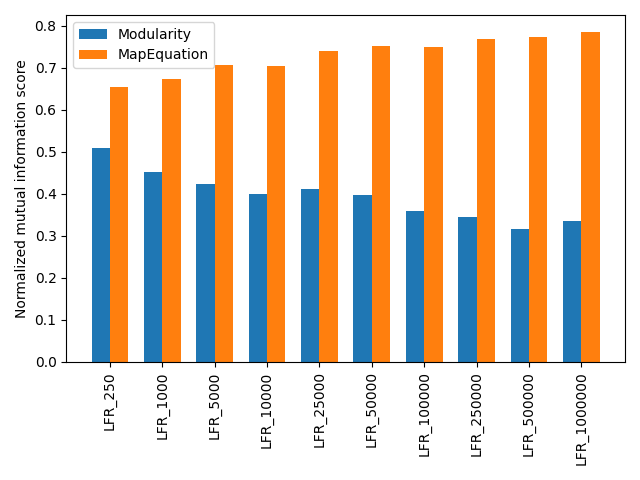 Modularity
MapEquation
Normalized mutual information score
0.8
0.7
0.6
0.5
0.4
0.3
0.2
0.1
0.0
LFR_250
LFR_1000
LFR_5000
LFR_10000
LFR_25000
LFR_50000
LFR_100000
LFR_250000
LFR_500000
LFR_1000000